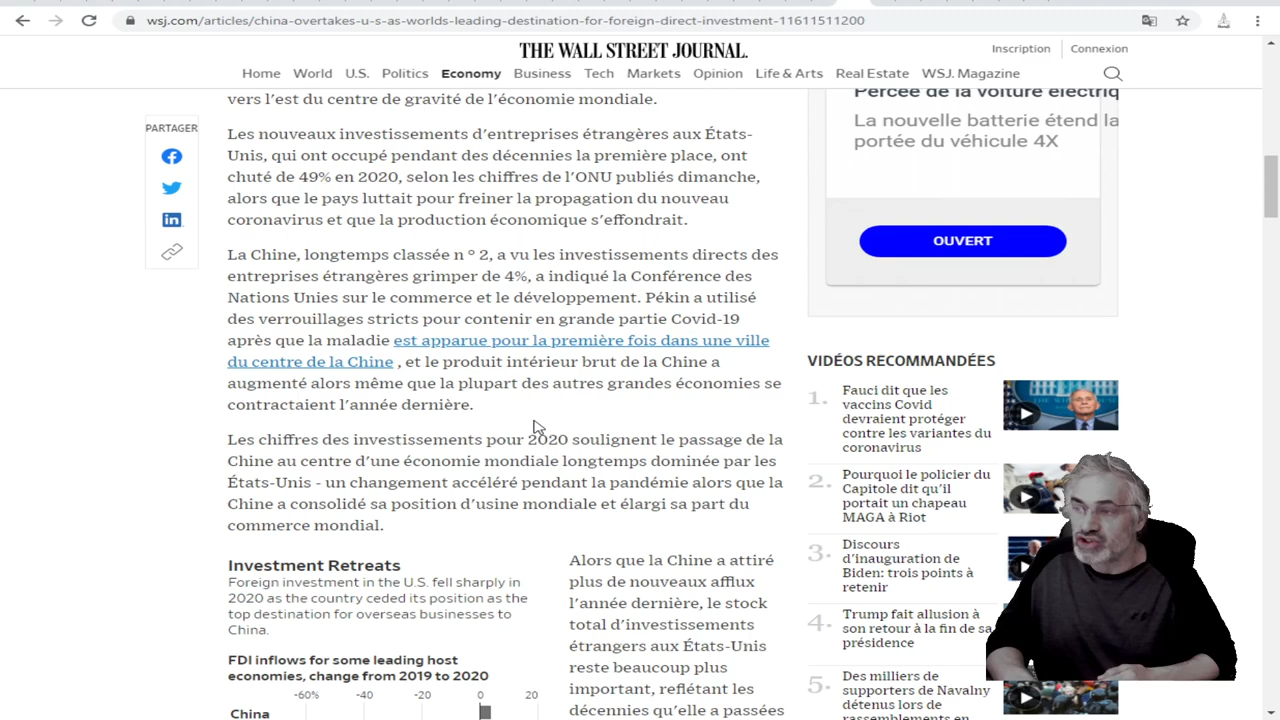 wsj.com/articles/china-overtakes-u-s-as-worlds-leading-destination-for-foreign-direct-investment-11611511200
THE WALL STREET JOURNAL.
Inscription
Connexion
Home World U.S. Politics Economy Business Tech Markets Opinion Life & Arts Real Estate WSJ. Magazine
PARTAGER
vers l'est du centre de gravité de l'économie mondiale.
Les nouveaux investissements d'entreprises étrangères aux États-
Unis, qui ont occupé pendant des décennies la première place, ont
chuté de 49% en 2020, selon les chiffres de l'ONU publiés dimanche,
alors que le pays luttait pour freiner la propagation du nouveau
coronavirus et que la production économique s'effondrait.
La Chine, longtemps classée n ° 2, a vu les investissements directs des
entreprises étrangères grimper de 4%, a indiqué la Conférence des
Nations Unies sur le commerce et le développement. Pékin a utilisé
des verrouillages stricts pour contenir en grande partie Covid-19
après que la maladie est apparue pour la première fois dans une ville
du centre de la Chine , et le produit intérieur brut de la Chine a
augmenté alors même que la plupart des autres grandes économies se
contractaient l'année dernière.
Les chiffres des investissements pour 2020 soulignent le passage de la
Chine au centre d'une économie mondiale longtemps dominée par les
États-Unis - un changement accéléré pendant la pandémie alors que la
Chine a consolidé sa position d'usine mondiale et élargi sa part du
commerce mondial.
Investment Retreats
Foreign investment in the U.S. fell sharply in
2020 as the country ceded its position as the
top destination for overseas businesses to
China.
FDI inflows for some leading host
economies, change from 2019 to 2020
-60% -40 -20 0 20
China
Alors que la Chine a attiré
plus de nouveaux afflux
l'année dernière, le stock
total d'investissements
étrangers aux États-Unis
reste beaucoup plus
important, reflétant les
décennies qu'elle a passées
Percée de la voiture électriq
La nouvelle batterie étend la
portée du véhicule 4X
OUVERT
VIDÉOS RECOMMANDÉES
1. Fauci dit que les
vaccins Covid
devraient protéger
contre les variantes du
coronavirus
2. Pourquoi le policier du
Capitole dit qu'il
portait un chapeau
MAGA à Riot
3. Discours
d'inauguration de
Biden: trois points à
retenir
4. Trump fait allusion à
son retour à la fin de sa
présidence
5. Des milliers de
supporters de Navalny
détenus lors de
rassemblements en